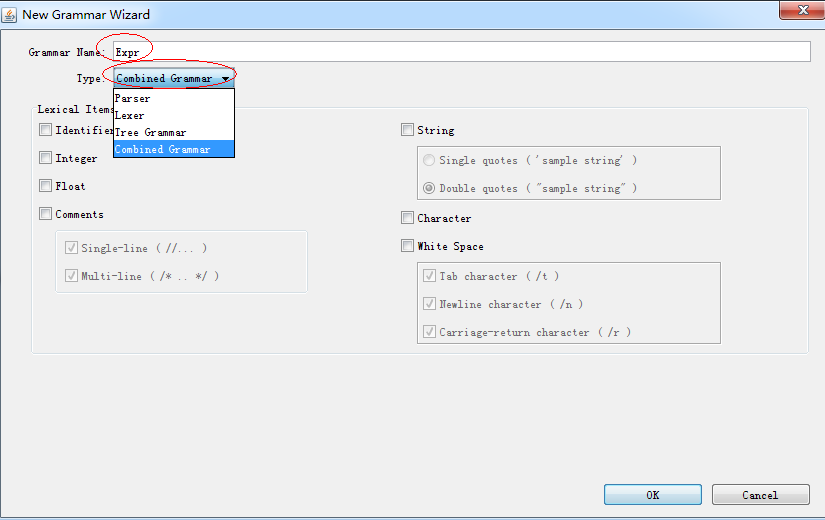 New Grammar Wizard
Grammar Name: Expr
Type: Combined Grammar
Parser
Lexer
Tree Grammar
Combined Grammar
Lexical Items
Identifier
Integer
Float
Comments
Single-line ( //... )
Multi-line ( /* .. */ )
String
Single quotes ( 'sample string' )
Double quotes ( "sample string" )
Character
White Space
Tab character ( /t )
Newline character ( /n )
Carriage-return character ( /r )
OK
Cancel